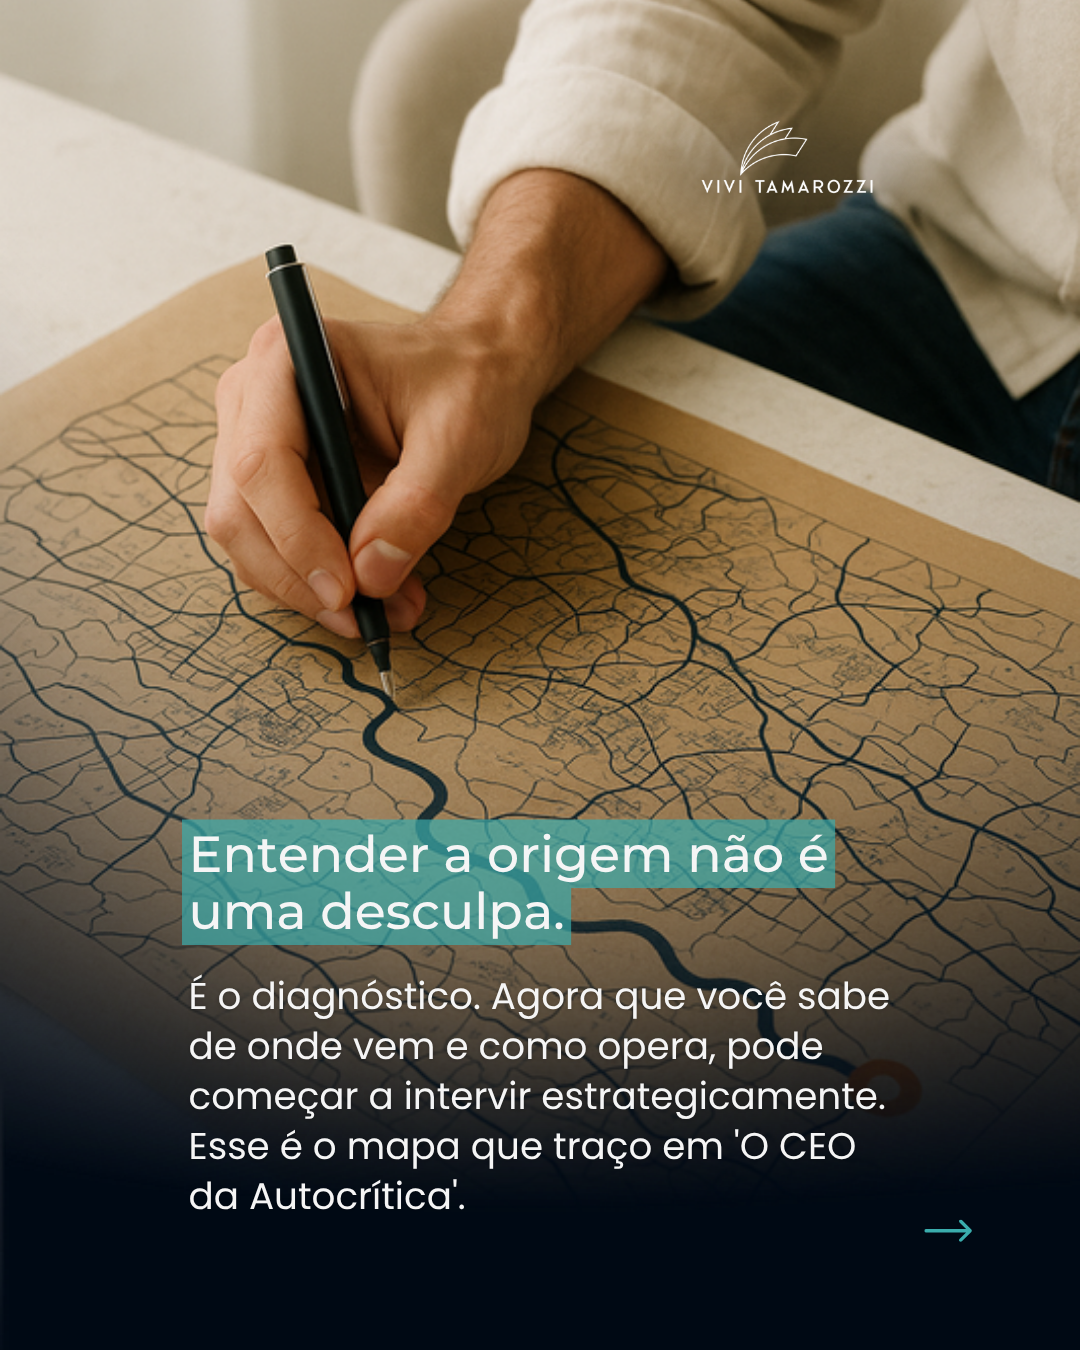 VIVI TAMAROZZI
Entender a origem não é
uma desculpa.
É o diagnóstico. Agora que você sabe
de onde vem e como opera, pode
começar a intervir estrategicamente.
Esse é o mapa que traço em 'O CEO
da Autocrítica'.